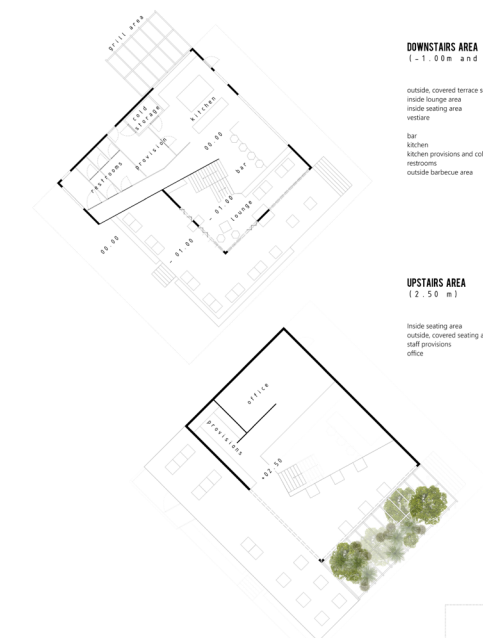 grill area
cold
storage
kitchen
provision
restrooms
00.00
bar
- 01.00
lounge
00.00
- 01.00
DOWNSTAIRS AREA
(-1.00m and
outside, covered terrace s
inside lounge area
inside seating area
vestiare
bar
kitchen
kitchen provisions and col
restrooms
outside barbecue area
UPSTAIRS AREA
(2.50 m)
Inside seating area
outside, covered seating a
staff provisions
office
office
provisions
+02.50